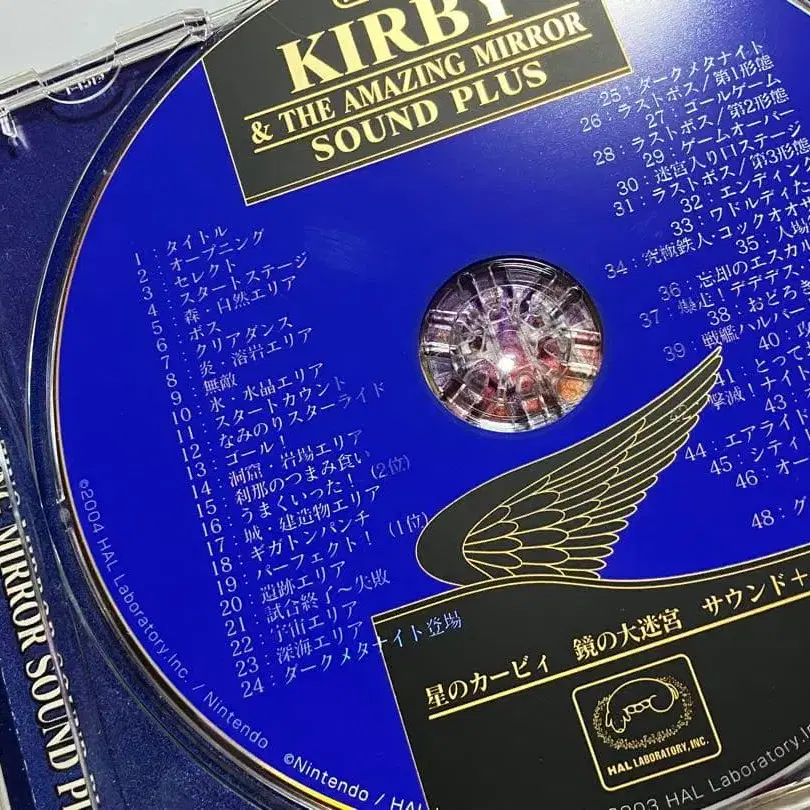 KIRBY
& THE AMAZING MIRROR
SOUND PLUS
1：タイトル
2：オープニング
3：セレクト
4：スタートステージ
5：森・自然エリア
6：ボス
7：クリアダンス
8：炎・溶岩エリア
9：無敵
10：氷・水晶エリア
11：スタートカウント
12：なみのりスターライド
13：ゴール！
14：洞窟・岩場エリア
15：刹那のつまみ食い
16：うまくいった！（2位）
17：城・建造物エリア
18：ギガトンパンチ
19：パーフェクト！（1位）
20：遺跡エリア
21：試合終了～失敗
22：宇宙エリア
23：深海エリア
24：ダークメタナイト登場
25：ダークメタナイト
26：ラストボス/第1形態
27：ゴールゲーム
28：ラストボス/第2形態
29：ゲームオーバー
30：迷宮入り!!ステージ
31：ラストボス/第3形態
32：エンディング
33：ワドルディた
34：究極鉄人・コックオオサ
35：入場
36：忘却のエスカル
37：爆走！デデデス
38：おどろき
39：戦艦ハルバー
40：
41：とって
42：撃滅！ナイト
43：
44：エアライド
45：シティ
46：オー
48：グ
©2004 HAL Laboratory, Inc. / Nintendo
©Nintendo / HAL Laboratory, Inc.
2003 HAL Laboratory, In
星のカービィ 鏡の大迷宮 サウンド＋
HAL LABORATORY, INC.
MIRROR SOUND PL